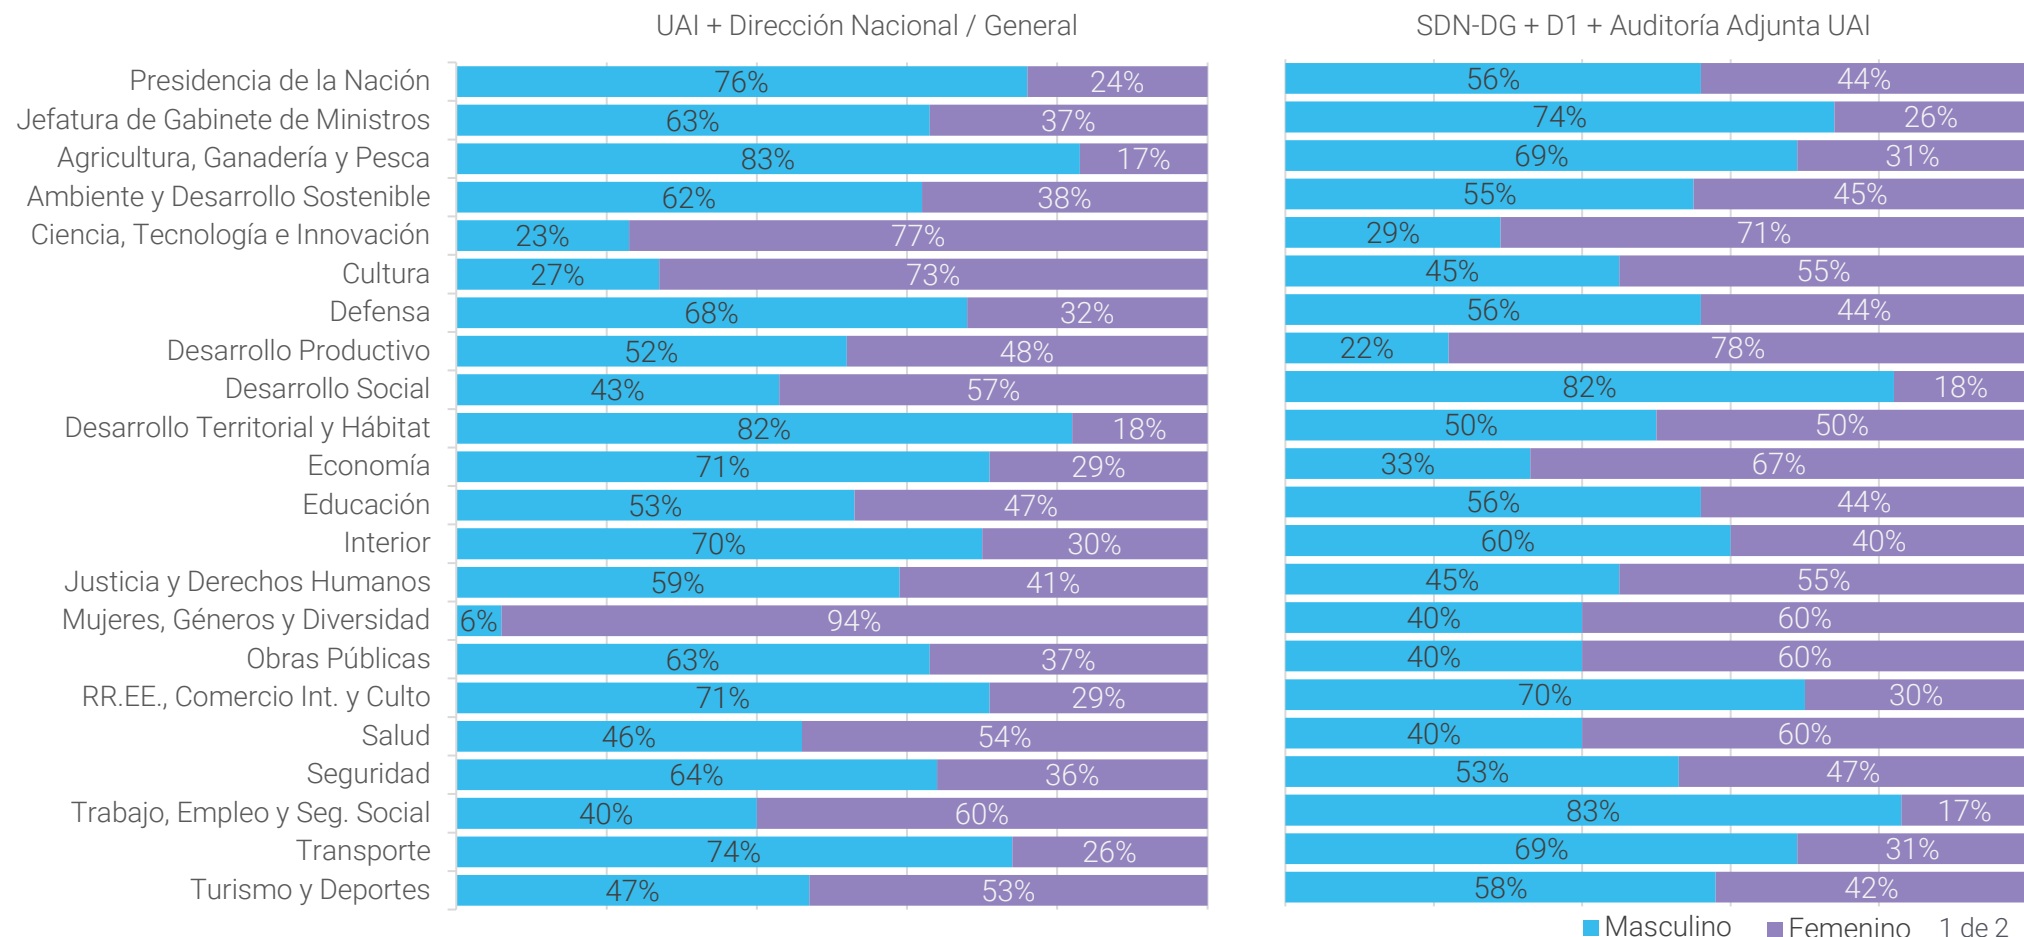 UAI + Dirección Nacional / General SDN-DG + D1 + Auditoría Adjunta UAI
Presidencia de la Nación 76% 24% 56% 44%
Jefatura de Gabinete de Ministros 63% 37% 74% 26%
Agricultura, Ganadería y Pesca 83% 17% 69% 31%
Ambiente y Desarrollo Sostenible 62% 38% 55% 45%
Ciencia, Tecnología e Innovación 23% 77% 29% 71%
Cultura 27% 73% 45% 55%
Defensa 68% 32% 56% 44%
Desarrollo Productivo 52% 48% 22% 78%
Desarrollo Social 43% 57% 82% 18%
Desarrollo Territorial y Hábitat 82% 18% 50% 50%
Economía 71% 29% 33% 67%
Educación 53% 47% 56% 44%
Interior 70% 30% 60% 40%
Justicia y Derechos Humanos 59% 41% 45% 55%
Mujeres, Géneros y Diversidad 6% 94% 40% 60%
Obras Públicas 63% 37% 40% 60%
RR.EE., Comercio Int. y Culto 71% 29% 70% 30%
Salud 46% 54% 40% 60%
Seguridad 64% 36% 53% 47%
Trabajo, Empleo y Seg. Social 40% 60% 83% 17%
Transporte 74% 26% 69% 31%
Turismo y Deportes 47% 53% 58% 42%
Masculino Femenino 1 de 2